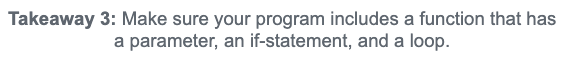 Takeaway 3: Make sure your program includes a function that has
a parameter, an if-statement, and a loop.